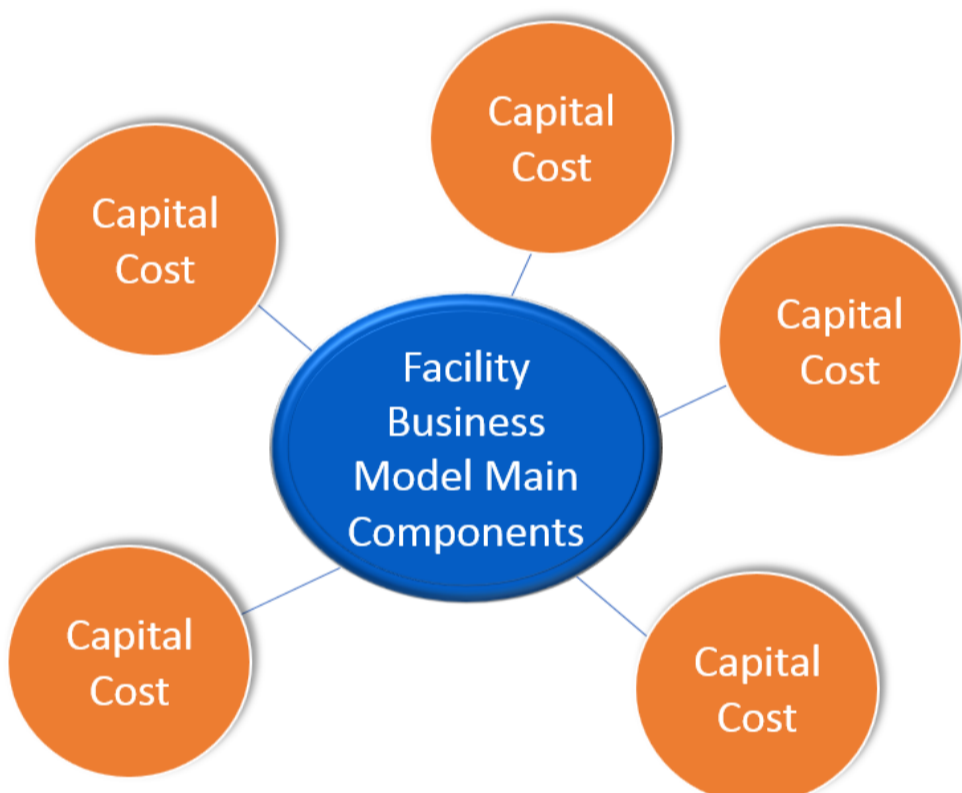 Capital
Cost
Capital
Cost
Capital
Cost
Facility
Business
Model Main
Components
Capital
Cost
Capital
Cost